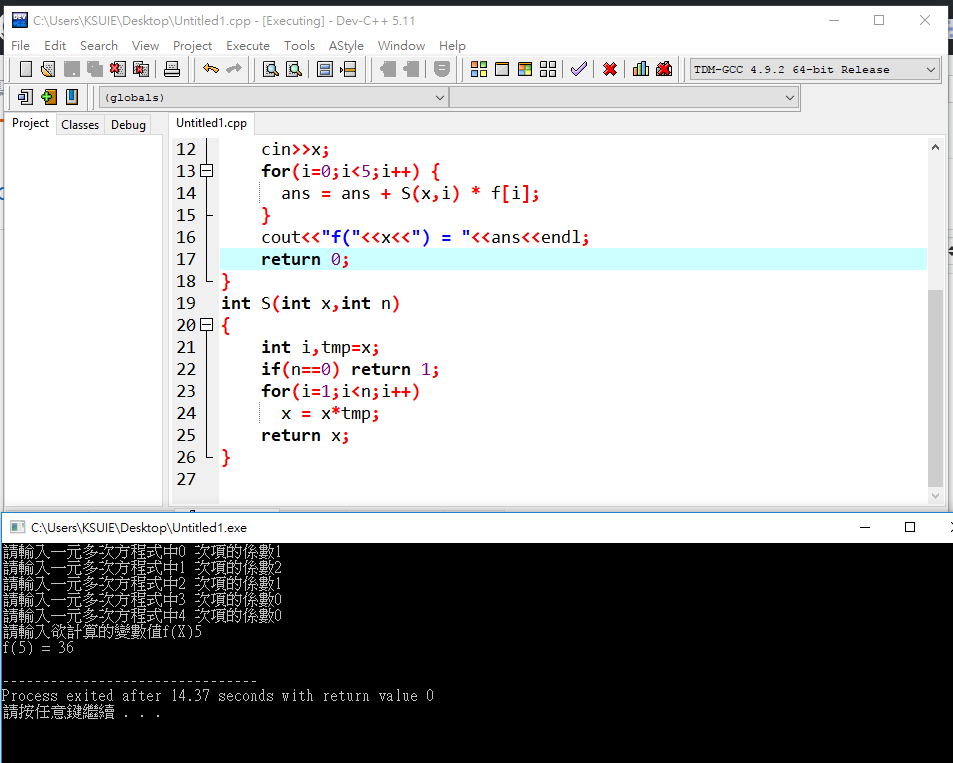 C:\Users\KSUIE\Desktop\Untitled1.cpp - [Executing] - Dev-C++ 5.11
File Edit Search View Project Execute Tools AStyle Window Help
TDM-GCC 4.9.2 64-bit Release
(globals)
Project Classes Debug
Untitled1.cpp
12 cin>>x;
13 for(i=0;i<5;i++) {
14 ans = ans + S(x,i) * f[i];
15 }
16 cout<<"f("<<x<<") = "<<ans<<endl;
17 return 0;
18 }
19 int S(int x,int n)
20 {
21 int i,tmp=x;
22 if(n==0) return 1;
23 for(i=1;i<n;i++)
24 x = x*tmp;
25 return x;
26 }
27
C:\Users\KSUIE\Desktop\Untitled1.exe
請輸入一元多次方程式中0 次項的係數1
請輸入一元多次方程式中1 次項的係數2
請輸入一元多次方程式中2 次項的係數1
請輸入一元多次方程式中3 次項的係數0
請輸入一元多次方程式中4 次項的係數0
請輸入欲計算的變數值f(X)5
f(5) = 36
--------------------------------
Process exited after 14.37 seconds with return value 0
請按任意鍵繼續 . . .